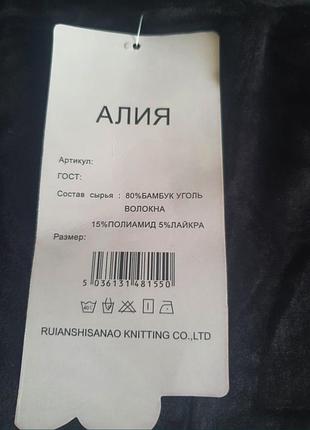 АЛИЯ
Артикул:
ГОСТ:
Состав сырья : 80%БАМБУК УГОЛЬ
ВОЛОКНА
15%ПОЛИАМИД 5%ЛАЙКРА
Размер:
5 036131 481550
RUIANSHISANAO KNITTING CO.,LTD